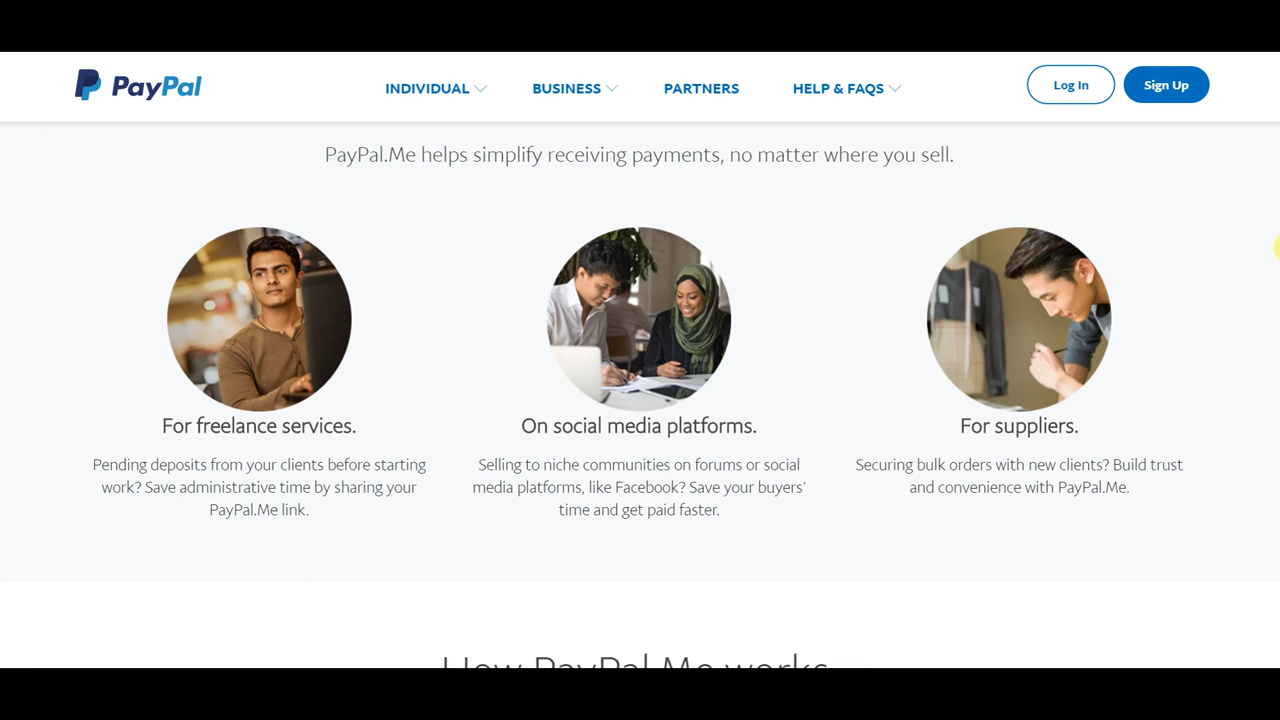 PayPal
INDIVIDUAL
BUSINESS
PARTNERS
HELP & FAQS
Log In
Sign Up
PayPal.Me helps simplify receiving payments, no matter where you sell.
For freelance services.
Pending deposits from your clients before starting
work? Save administrative time by sharing your
PayPal.Me link.
On social media platforms.
Selling to niche communities on forums or social
media platforms, like Facebook? Save your buyers’
time and get paid faster.
For suppliers.
Securing bulk orders with new clients? Build trust
and convenience with PayPal.Me.
How PayPal.Me works